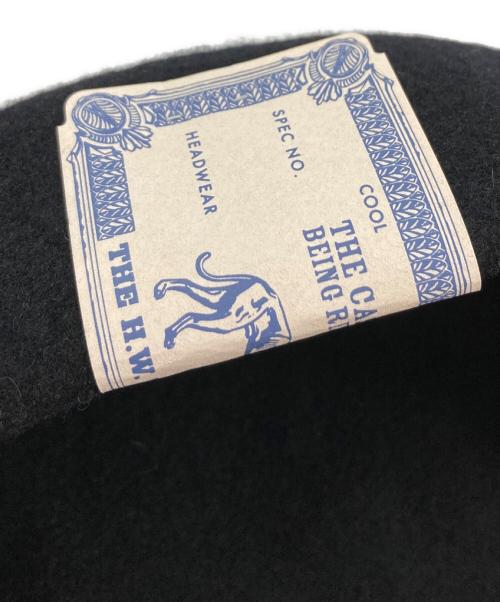 COOL
THE CA
BEING R
SPEC NO.
HEADWEAR
THE H.W.